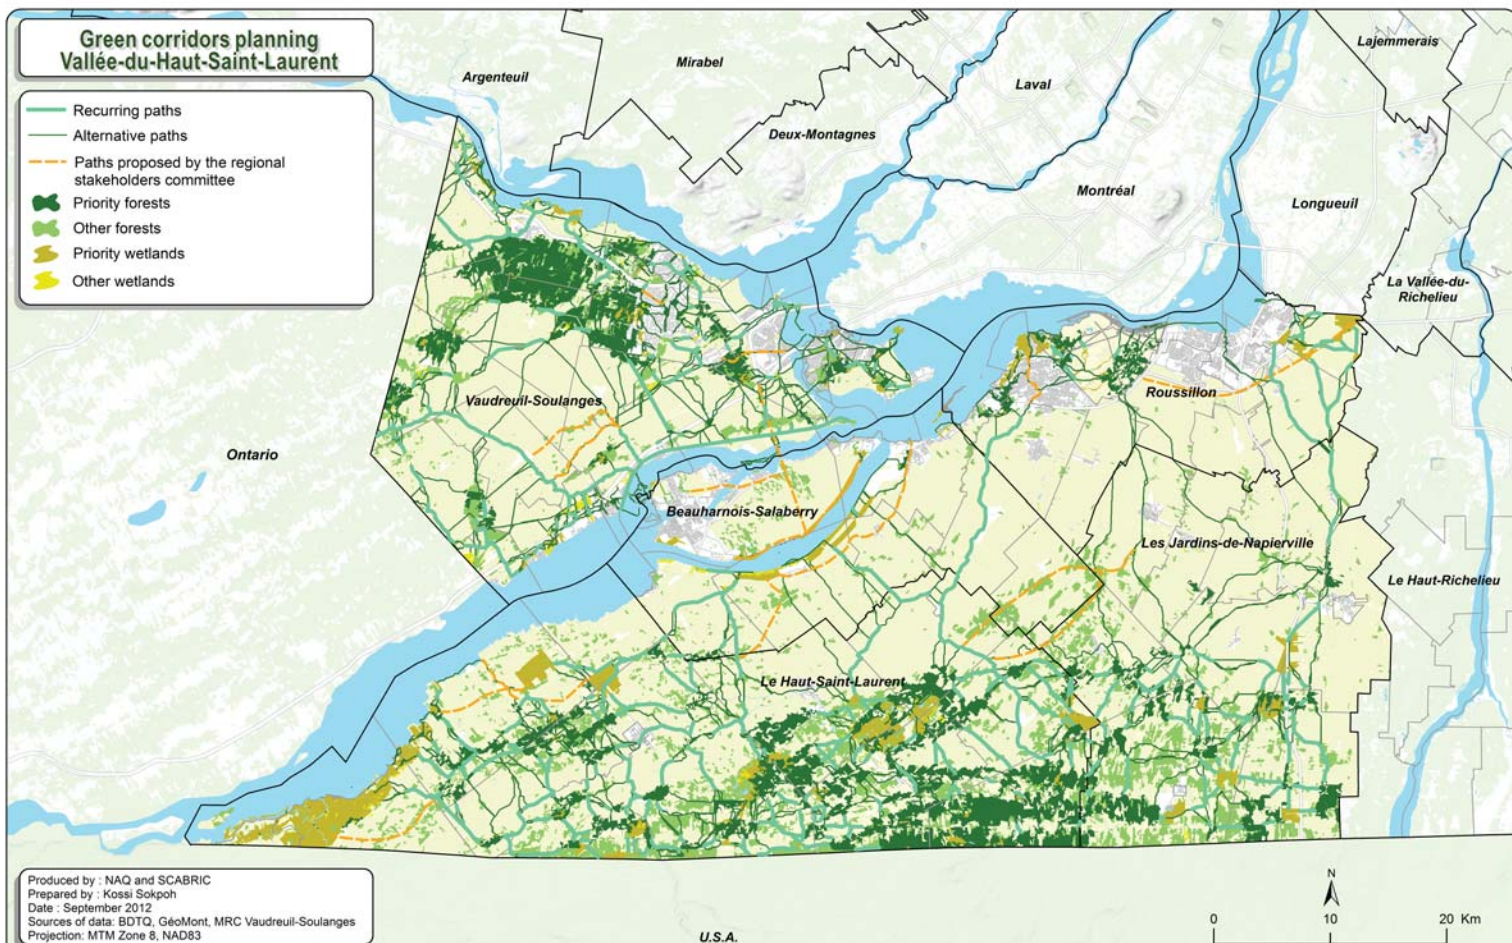 Green corridors planning
Vallée-du-Haut-Saint-Laurent
Recurring paths
Alternative paths
Paths proposed by the regional
stakeholders committee
Priority forests
Other forests
Priority wetlands
Other wetlands
Argenteuil
Mirabel
Deux-Montagnes
Laval
Lajemmerais
Montréal
Longueuil
La Vallée-du-
Richelieu
Vaudreuil-Soulanges
Roussillon
Ontario
Beauharnois-Salaberry
Les Jardins-de-Napierville
Le Haut-Richelieu
Le Haut-Saint-Laurent
U.S.A.
Produced by : NAQ and SCABRIC
Prepared by : Kossi Sokpoh
Date : September 2012
Sources of data: BDTQ, GéoMont, MRC Vaudreuil-Soulanges
Projection: MTM Zone 8, NAD83
N
0 10 20 Km